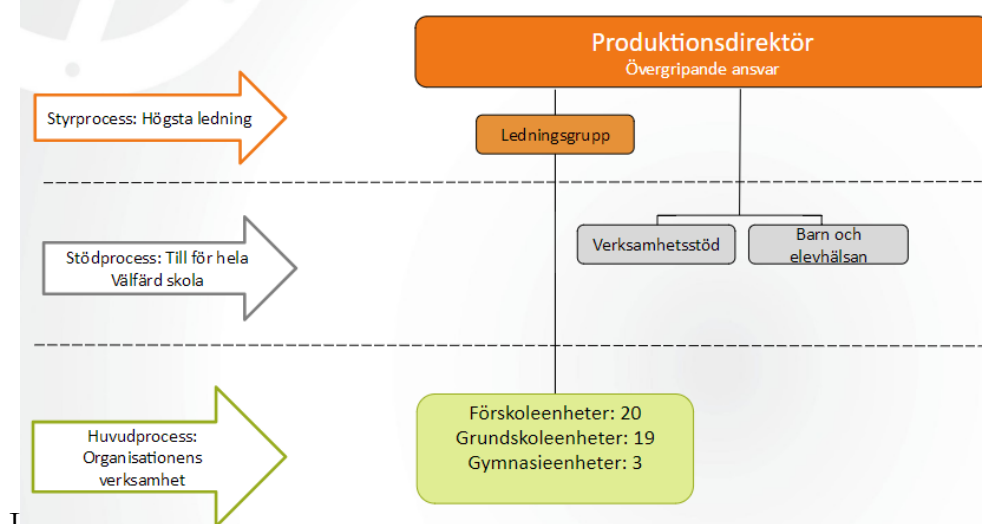 Produktionsdirektör
Övergripande ansvar
Styrprocess: Högsta ledning
Ledningsgrupp
Stödprocess: Till för hela
Välfärd skola
Verksamhetsstöd
Barn och
elevhälsan
Huvudprocess:
Organisationens
verksamhet
Förskoleenheter: 20
Grundskoleenheter: 19
Gymnasieenheter: 3